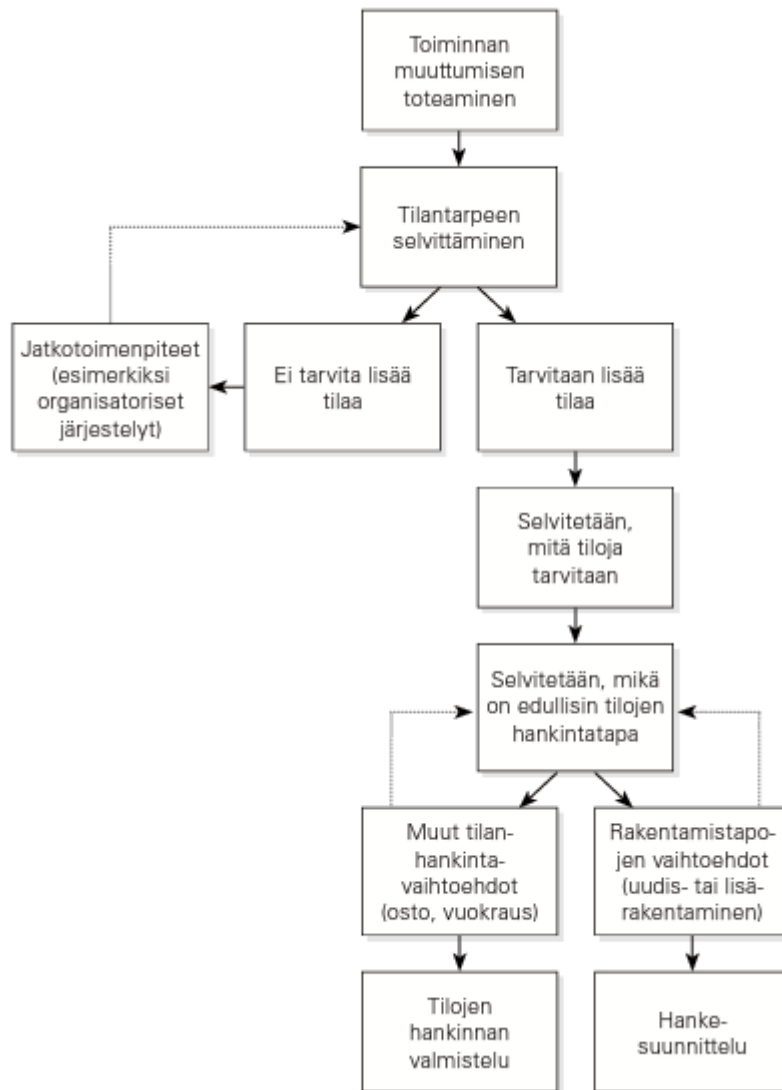 Toiminnan
muuttumisen
toteaminen
Tilantarpeen
selvittäminen
Jatkotoimenpiteet
(esimerkiksi
organisatoriset
järjestelyt)
Ei tarvita lisää
tilaa
Tarvitaan lisää
tilaa
Selvitetään,
mitä tiloja
tarvitaan
Selvitetään, mikä
on edullisin tilojen
hankintatapa
Muut tilan-
hankinta-
vaihtoehdot
(osto, vuokraus)
Rakentamistapo-
jen vaihtoehdot
(uudis- tai lisä-
rakentaminen)
Tilojen
hankinnan
valmistelu
Hanke-
suunnittelu